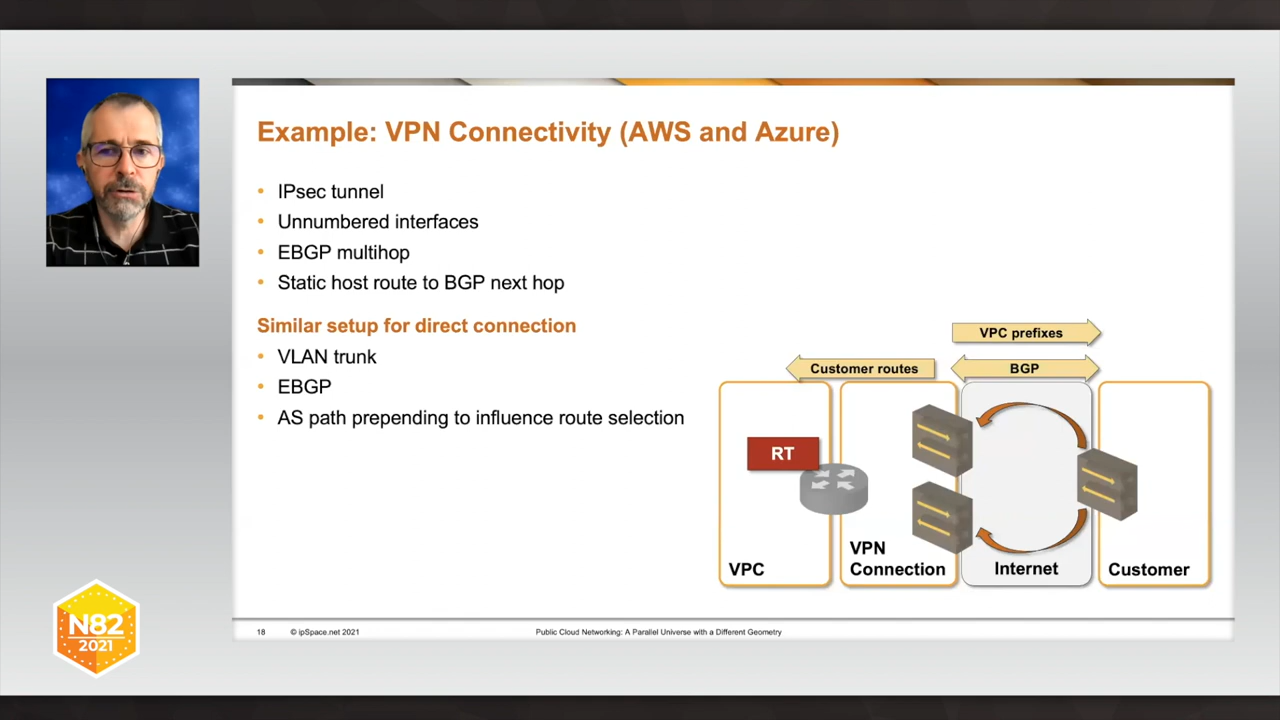 Example: VPN Connectivity (AWS and Azure)
• IPsec tunnel
• Unnumbered interfaces
• EBGP multihop
• Static host route to BGP next hop
Similar setup for direct connection
• VLAN trunk
• EBGP
• AS path prepending to influence route selection
VPC prefixes
Customer routes
BGP
RT
VPC
VPN
Connection
Internet
Customer
18
© ipSpace.net 2021
Public Cloud Networking: A Parallel Universe with a Different Geometry
N82
2021